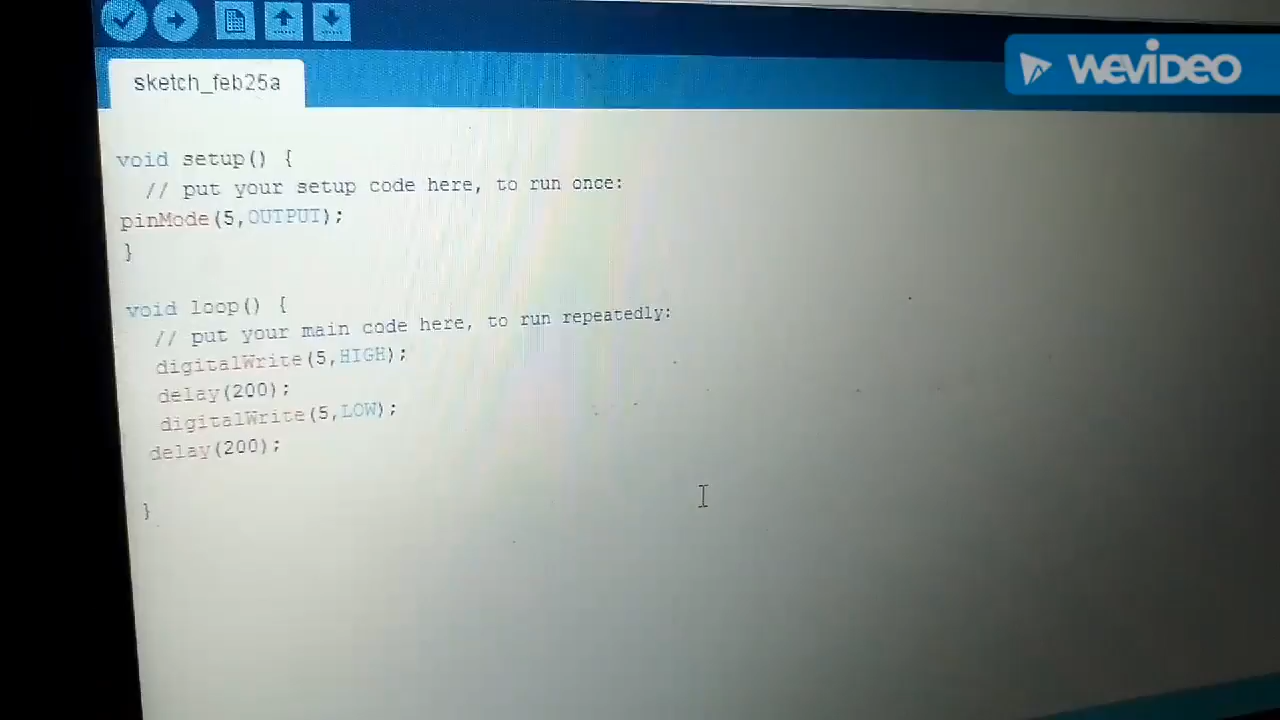 WEVIDEO
sketch_feb25a
void setup() {
// put your setup code here, to run once:
pinMode(5,OUTPUT);
}
void loop() {
// put your main code here, to run repeatedly:
digitalWrite(5,HIGH);
delay(200);
digitalWrite(5,LOW);
delay(200);
}